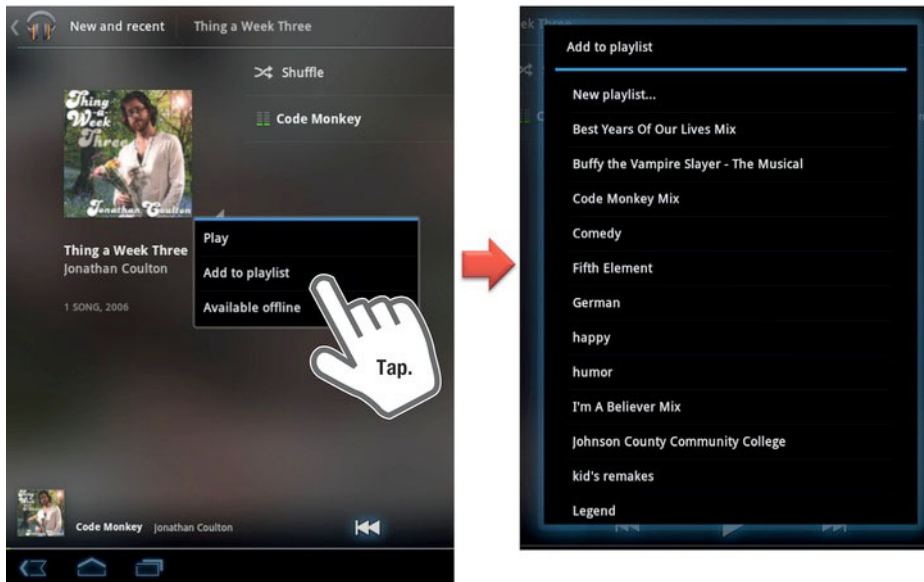 New and recent
Thing a Week Three
Shuffle
Code Monkey
Thing
a
Week
Three
Jonathan Coulton
Thing a Week Three
Jonathan Coulton
1 SONG, 2006
Play
Add to playlist
Available offline
Tap.
Code Monkey Jonathan Coulton
Add to playlist
New playlist...
Best Years Of Our Lives Mix
Buffy the Vampire Slayer - The Musical
Code Monkey Mix
Comedy
Fifth Element
German
happy
humor
I'm A Believer Mix
Johnson County Community College
kid's remakes
Legend